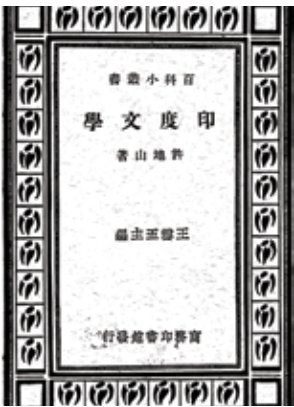 百科小叢書
印度文學
許地山著
王雲五主編
商務印書館發行